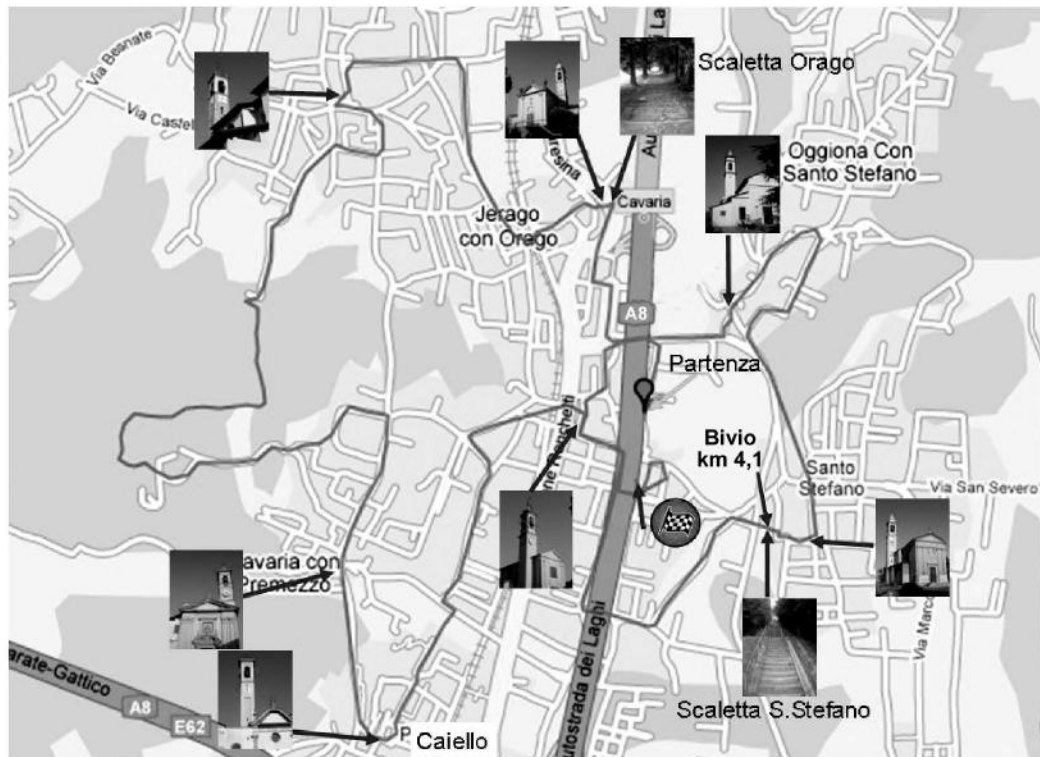 Via Besnate
Scaletta Orago
Via Castel
Oggiona Con
Santo Stefano
Cavaria
Jerago
con Orago
A8
Partenza
Bivio
km 4,1
Santo
Stefano
Via San Severo
avaria con
Premezzo
Via Marco
arate-Gattico
A8
E62
Autostrada dei Laghi
Scaletta S.Stefano
Caiello